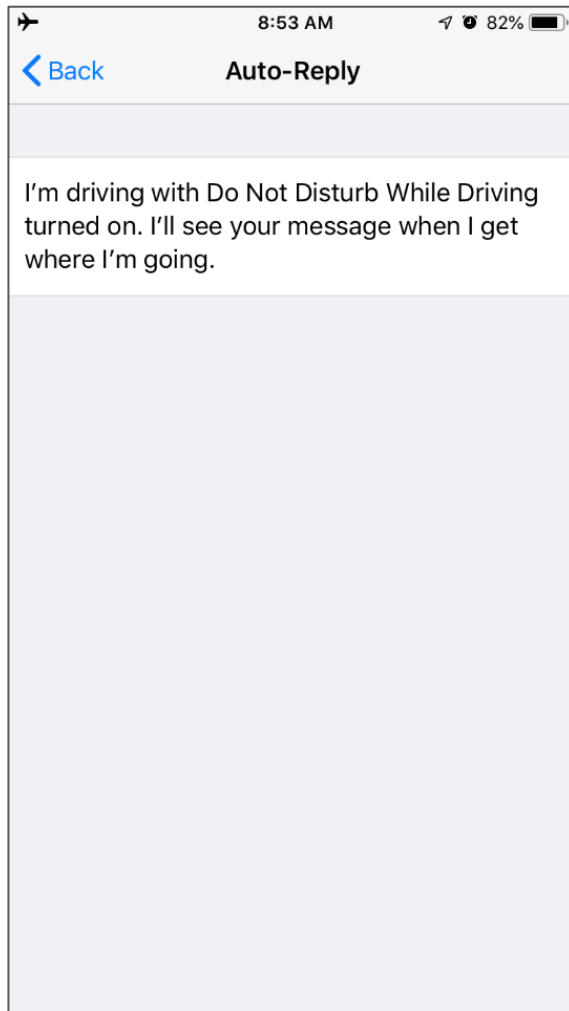 8:53 AM 82%
Back Auto-Reply
I’m driving with Do Not Disturb While Driving
turned on. I’ll see your message when I get
where I’m going.